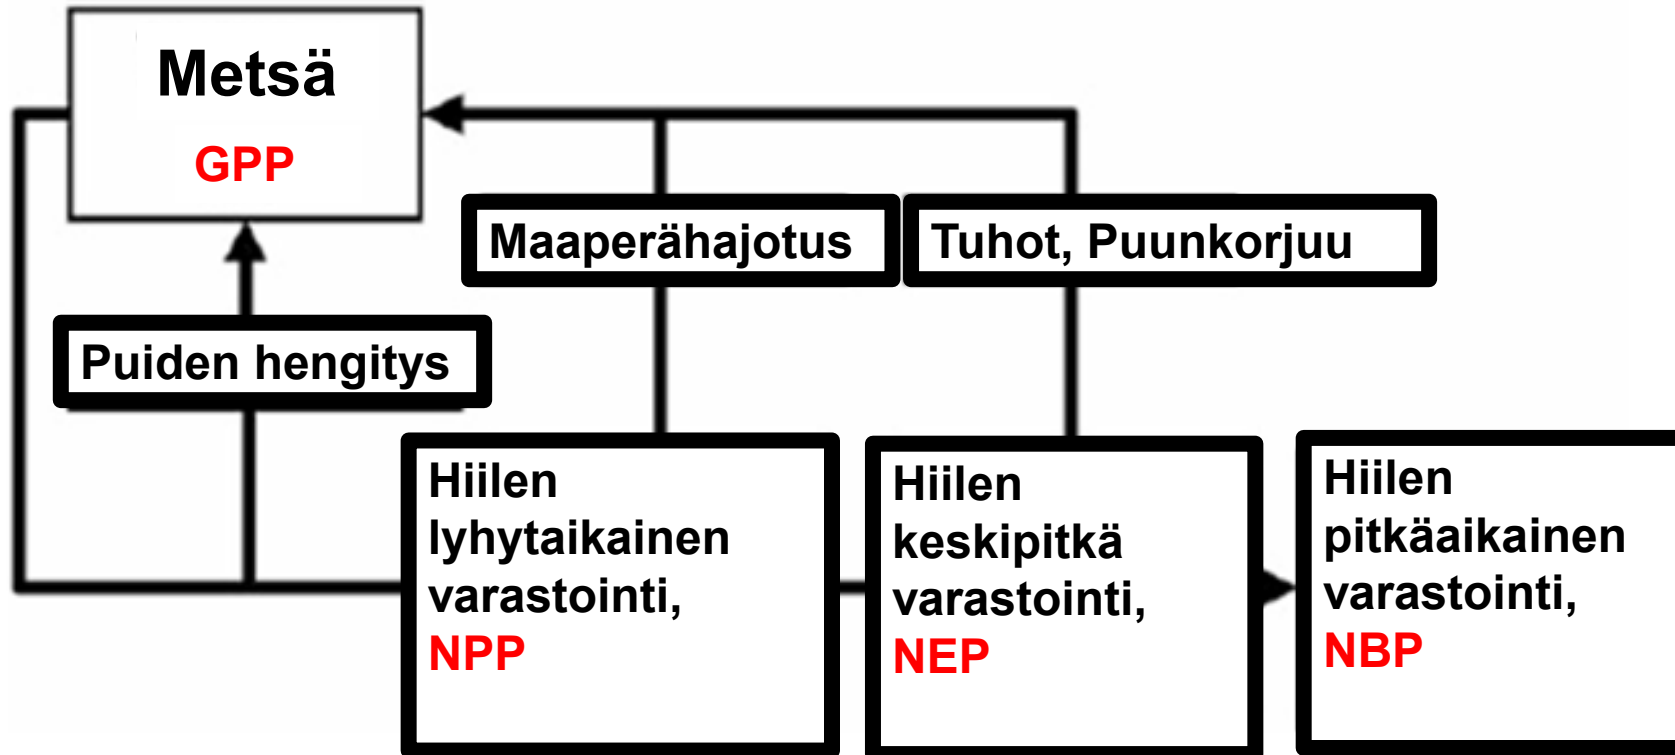 Metsä
GPP
Maaperähajotus
Tuhot, Puunkorjuu
Puiden hengitys
Hiilen
lyhytaikainen
varastointi,
NPP
Hiilen
keskipitkä
varastointi,
NEP
Hiilen
pitkäaikainen
varastointi,
NBP